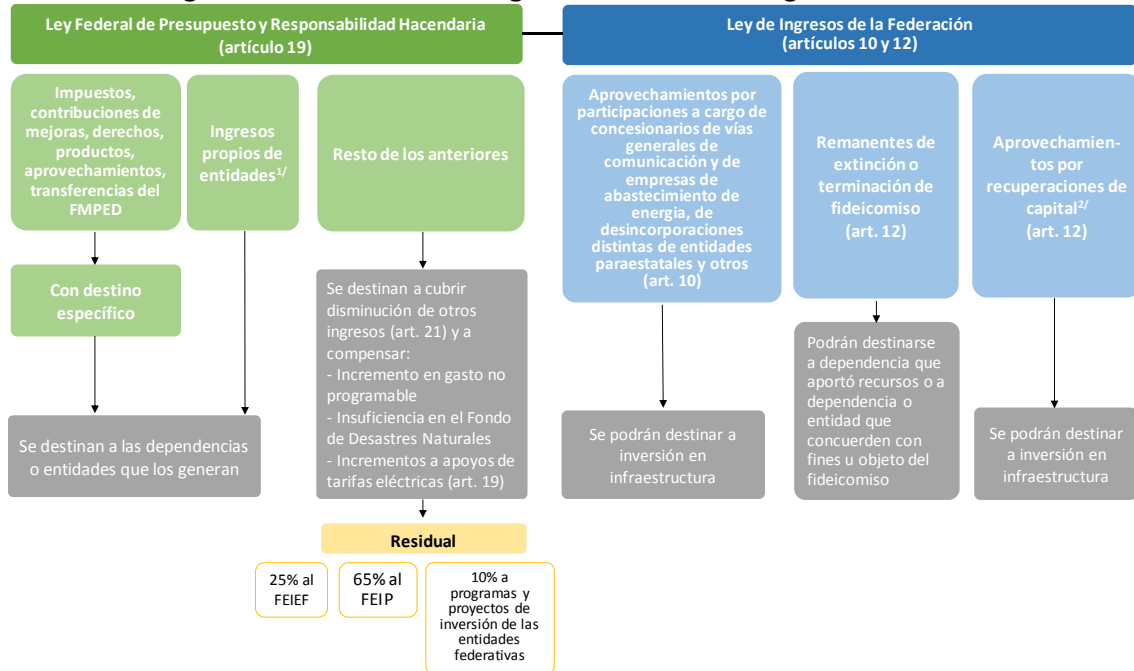 Ley Federal de Presupuesto y Responsabilidad Hacendaria
(artículo 19)
Ley de Ingresos de la Federación
(artículos 10 y 12)
Impuestos,
contribuciones de
mejoras, derechos,
productos,
aprovechamientos,
transferencias del
FMPED
Ingresos
propios de
entidades1/
Resto de los anteriores
Aprovechamientos por
participaciones a cargo de
concesionarios de vías
generales de
comunicación y de
empresas de
abastecimiento de
energia, de
desincorporaciones
distintas de entidades
paraestatales y otros
(art. 10)
Remanentes de
extinción o
terminación de
fideicomiso
(art. 12)
Aprovechamien-
tos por
recuperaciones de
capital2/
(art. 12)
Con destino
específico
Se destinan a cubrir
disminución de otros
ingresos (art. 21) y a
compensar:
- Incremento en gasto no
programable
- Insuficiencia en el Fondo
de Desastres Naturales
- Incrementos a apoyos de
tarifas eléctricas (art. 19)
Podrán destinarse
a dependencia que
aportó recursos o a
dependencia o
entidad que
concuerden con
fines u objeto del
fideicomiso
Se destinan a las dependencias
o entidades que los generan
Se podrán destinar a
inversión en
infraestructura
Se podrán destinar
a inversión en
infraestructura
Residual
25% al
FEIEF
65% al
FEIP
10% a
programas y
proyectos de
inversión de las
entidades
federativas